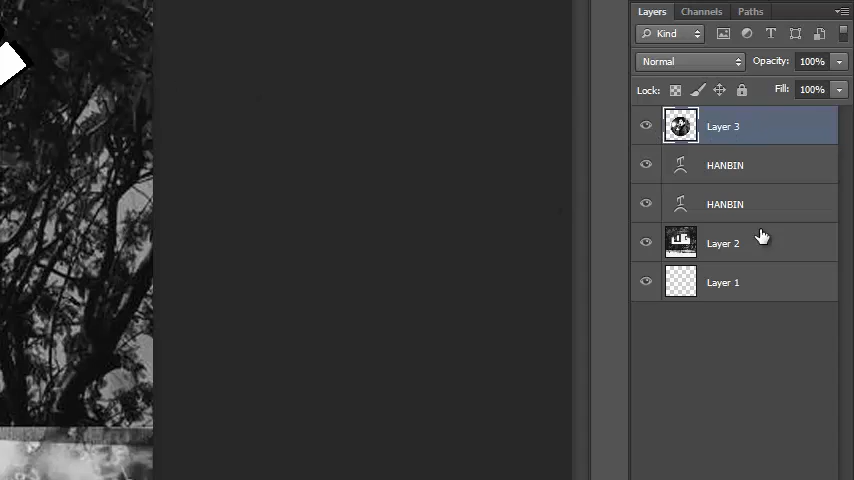 Layers Channels Paths
Kind T
Normal Opacity: 100%
Lock: Fill: 100%
Layer 3
HANBIN
HANBIN
Layer 2
Layer 1